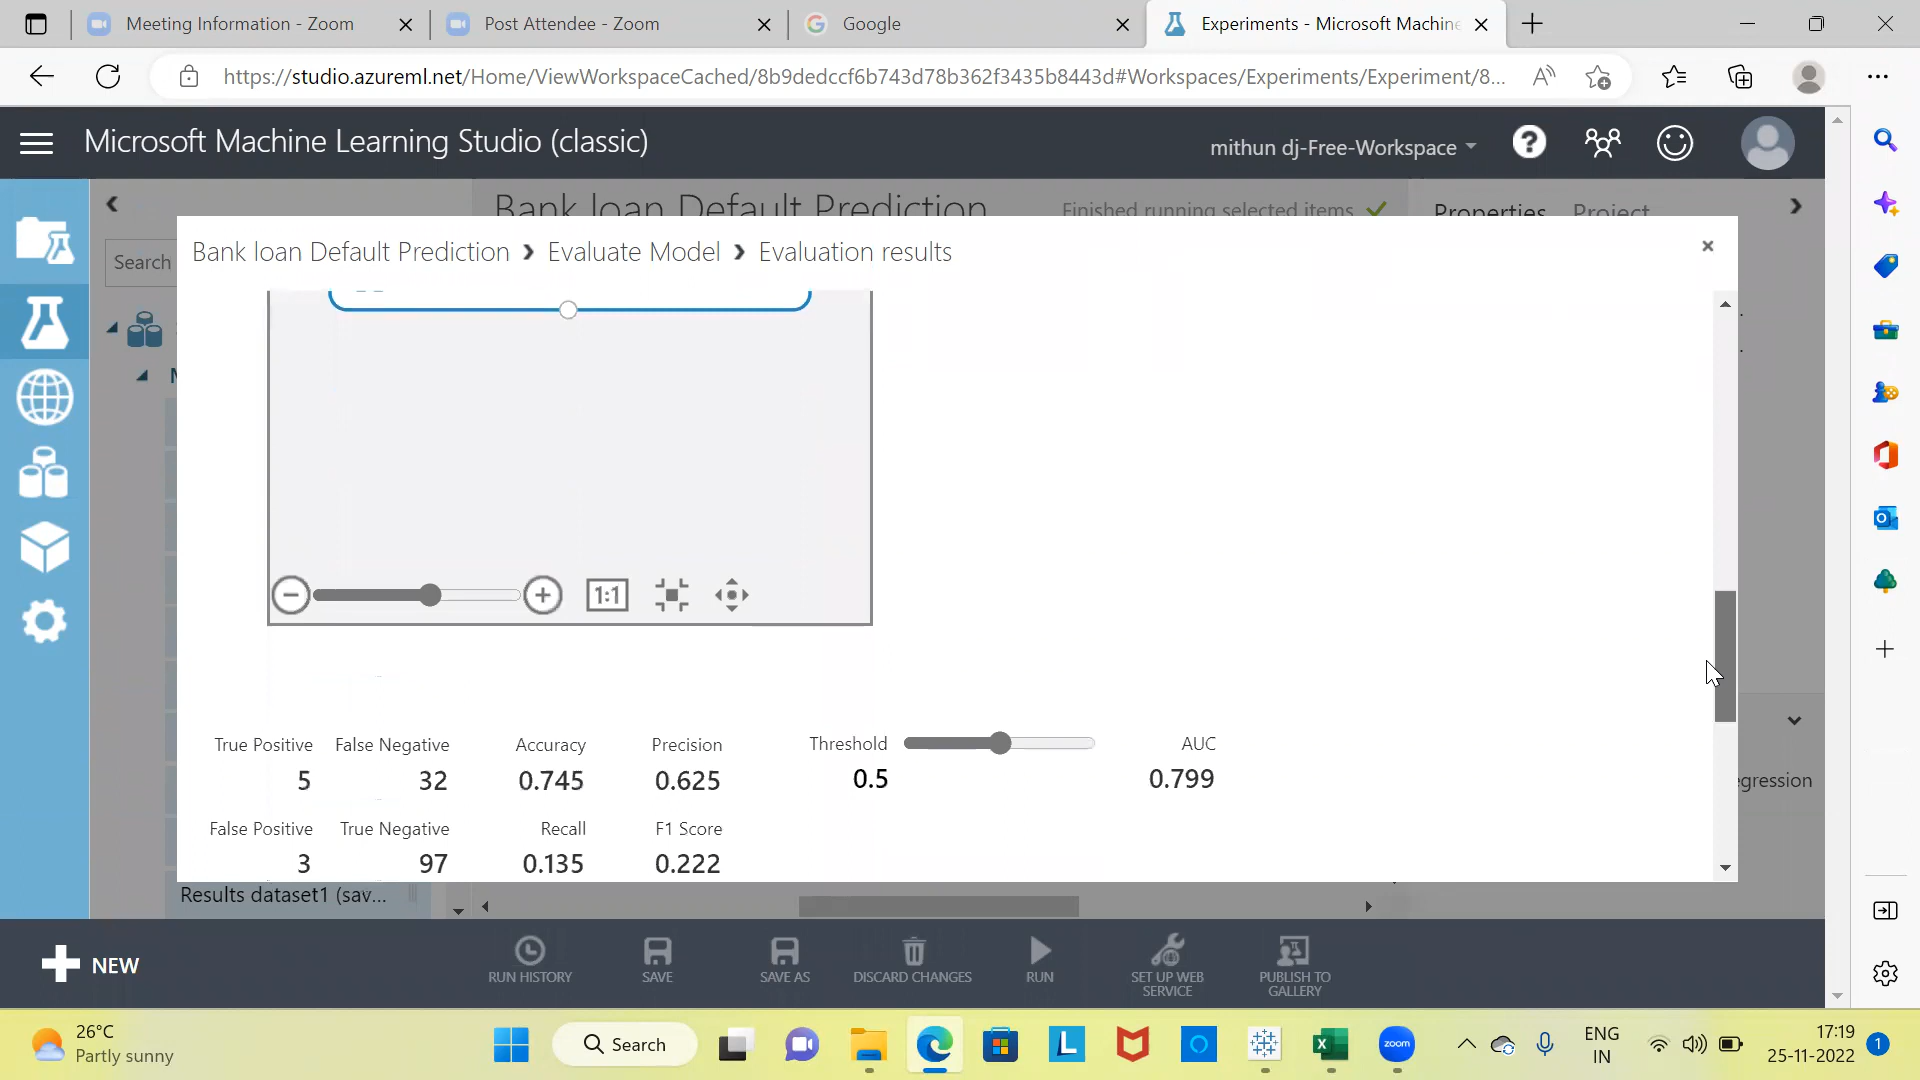 Meeting Information - Zoom
Post Attendee - Zoom
Google
Experiments - Microsoft Machine
https://studio.azureml.net/Home/ViewWorkspaceCached/8b9dedccf6b743d78b362f3435b8443d#Workspaces/Experiments/Experiment/8...
Microsoft Machine Learning Studio (classic)
mithun dj-Free-Workspace
Bank loan Default Prediction
Finished running selected items
Properties Project
Search
Bank loan Default Prediction > Evaluate Model > Evaluation results
1:1
True Positive False Negative Accuracy Precision Threshold AUC
5 32 0.745 0.625 0.5 0.799
False Positive True Negative Recall F1 Score
3 97 0.135 0.222
egression
Results dataset1 (sav...
NEW
RUN HISTORY
SAVE
SAVE AS
DISCARD CHANGES
RUN
SET UP WEB
SERVICE
PUBLISH TO
GALLERY
26°C
Partly sunny
Search
zoom
ENG
IN
17:19
25-11-2022
1